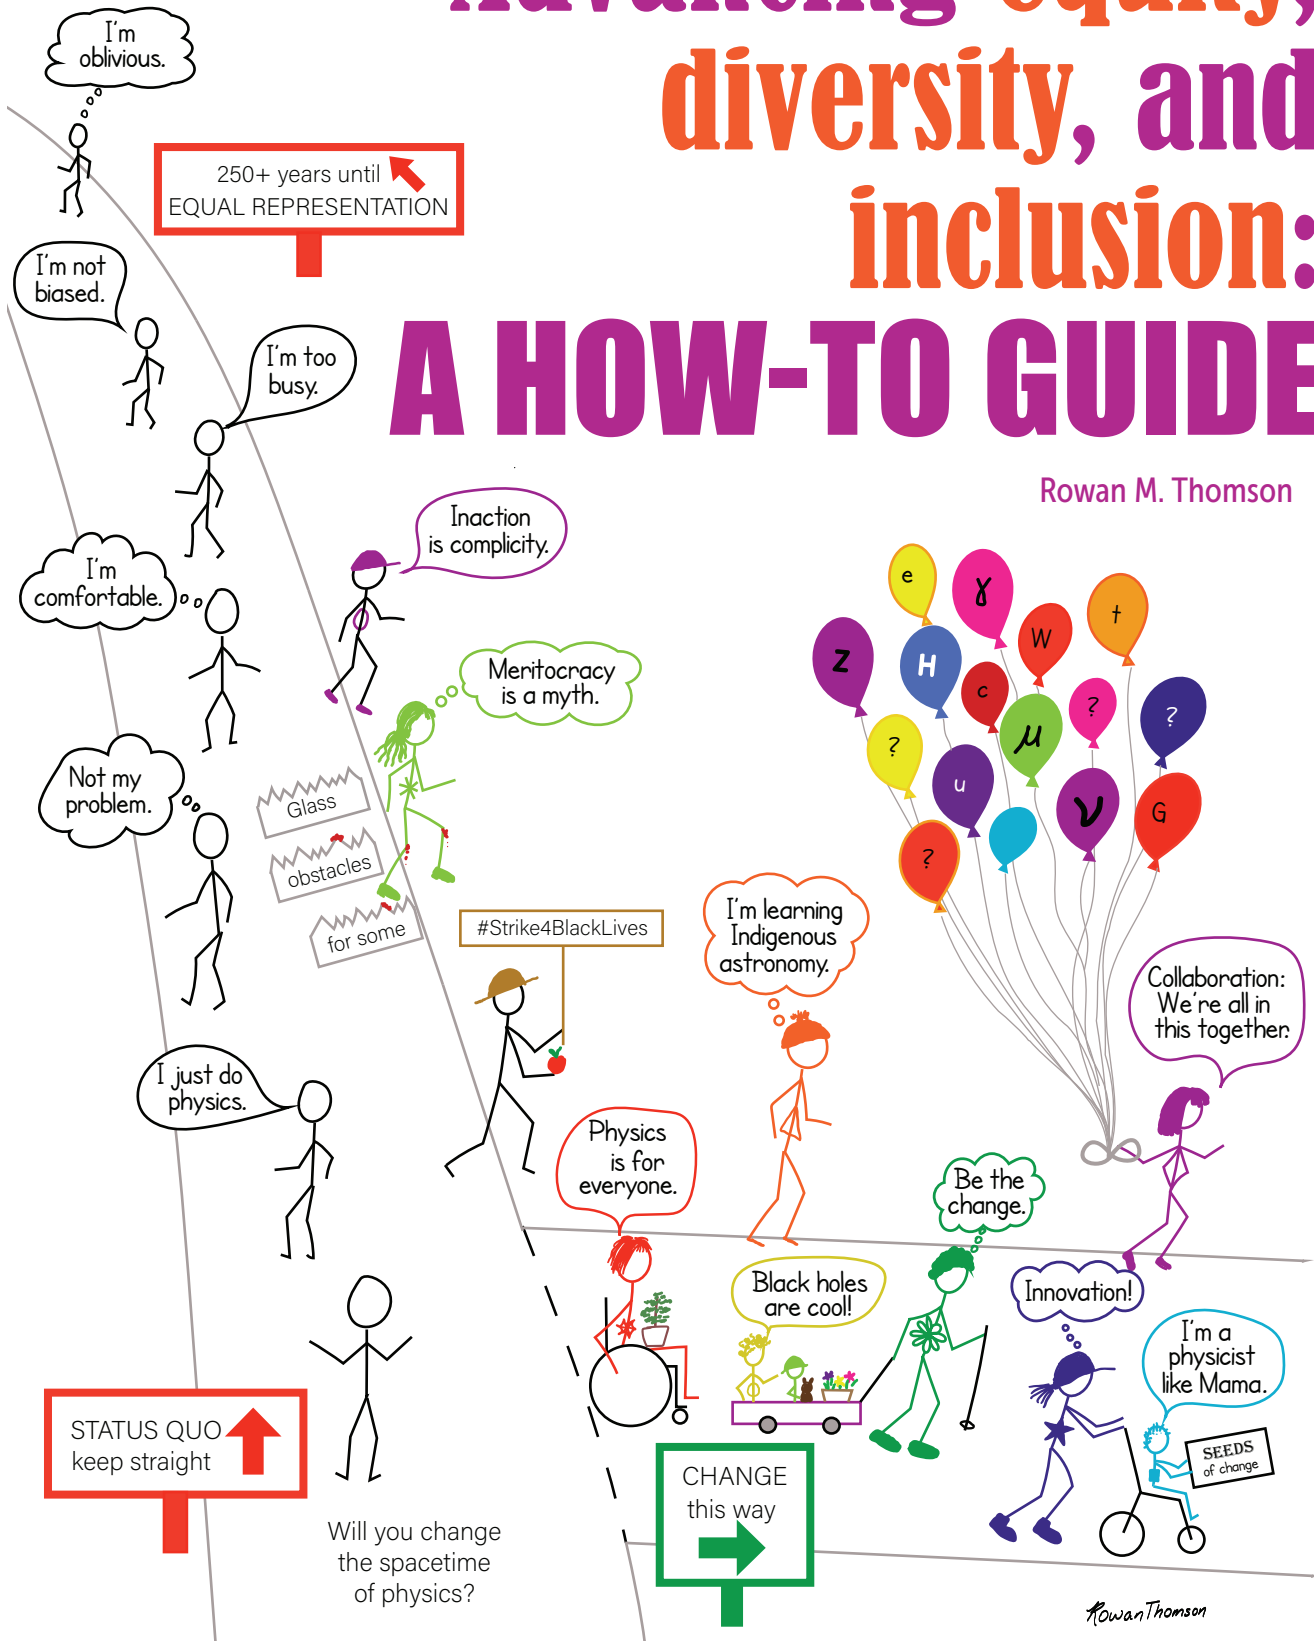 Advancing equity,
diversity, and
inclusion:
A HOW-TO GUIDE
Rowan M. Thomson
I'm
oblivious.
250+ years until
EQUAL REPRESENTATION
I'm not
biased.
I'm too
busy.
Inaction
is complicity.
I'm
comfortable.
Meritocracy
is a myth.
Not my
problem.
Glass
obstacles
for some
#Strike4BlackLives
I'm learning
Indigenous
astronomy.
e
γ
W
t
Z
H
c
μ
?
?
?
u
ν
G
?
Collaboration:
We're all in
this together.
I just do
physics.
Physics
is for
everyone.
Be the
change.
Black holes
are cool!
Innovation!
I'm a
physicist
like Mama.
SEEDS
of change
STATUS QUO
keep straight
CHANGE
this way
Will you change
the spacetime
of physics?
Rowan Thomson